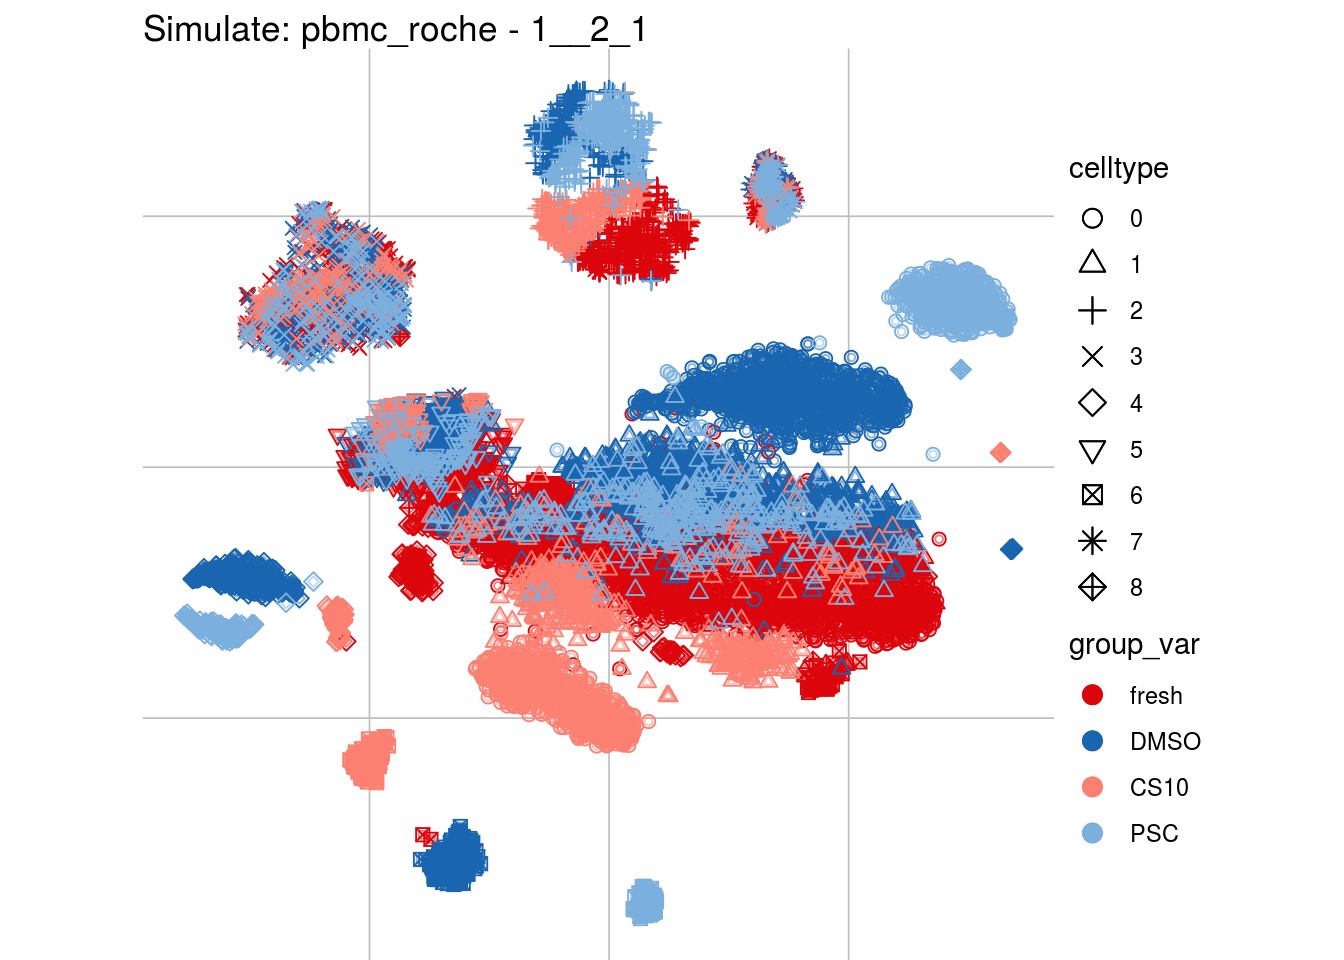 Simulate: pbmc_roche - 1__2_1
celltype
0
1
2
3
4
5
6
7
8
group_var
fresh
DMSO
CS10
PSC